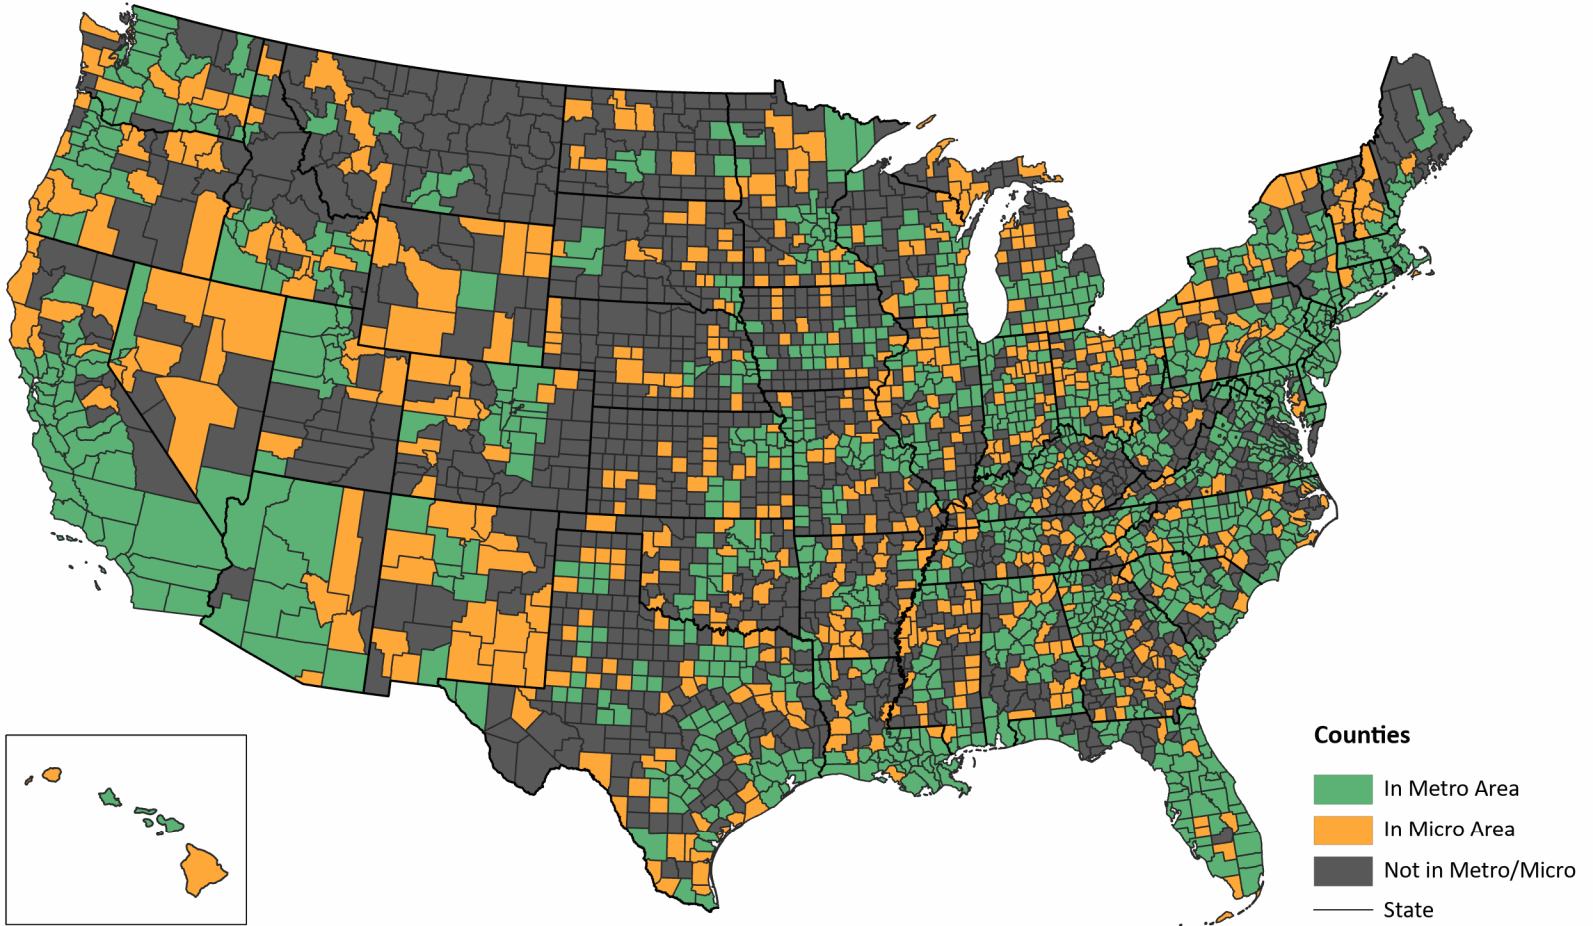 Counties
In Metro Area
In Micro Area
Not in Metro/Micro
State